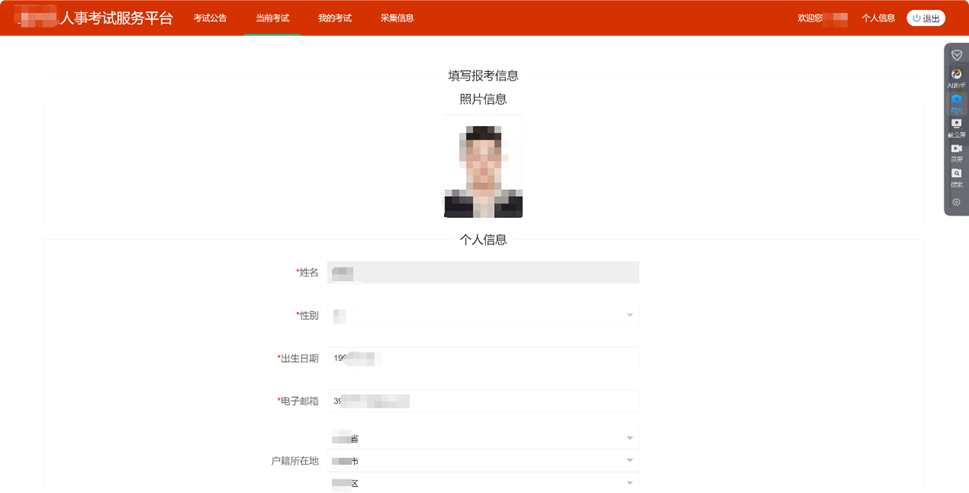 人事考试服务平台 考试公告 当前考试 我的考试 采集信息 欢迎您 个人信息 退出
填写报考信息
照片信息
个人信息
*姓名
*性别
*出生日期 199
*电子邮箱 39
省
户籍所在地 市
区